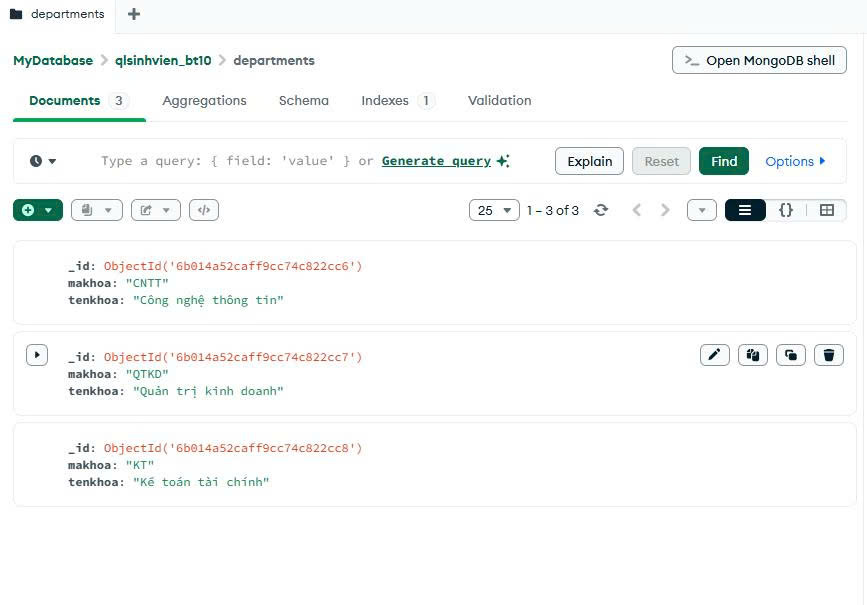 departments
MyDatabase qlsinhvien_bt10 departments
>_ Open MongoDB shell
Documents 3 Aggregations Schema Indexes 1 Validation
Type a query: { field: 'value' } or Generate query
Explain Reset Find Options
25 1 – 3 of 3
_id: ObjectId('6b014a52caff9cc74c822cc6')
makhoa: "CNTT"
tenkhoa: "Công nghệ thông tin"
_id: ObjectId('6b014a52caff9cc74c822cc7')
makhoa: "QTKD"
tenkhoa: "Quản trị kinh doanh"
_id: ObjectId('6b014a52caff9cc74c822cc8')
makhoa: "KT"
tenkhoa: "Kế toán tài chính"